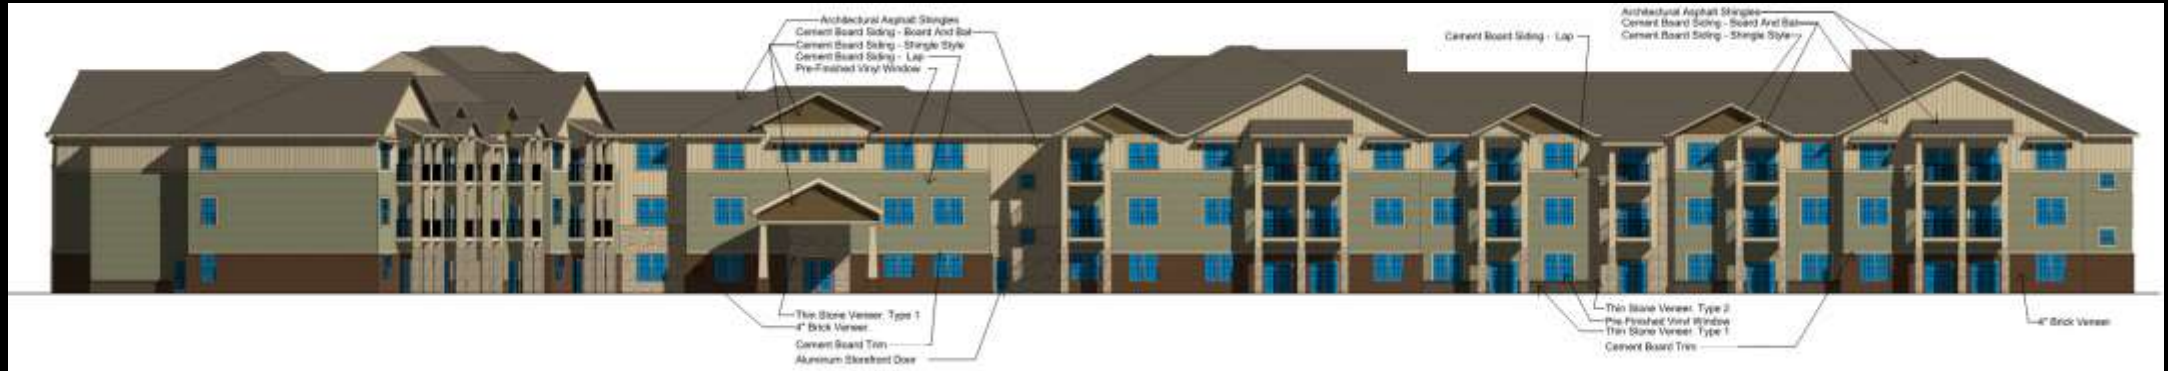 Architectural Asphalt Shingles
Cement Board Siding - Board And Bat
Cement Board Siding - Shingle Style
Cement Board Siding - Lap
Pre-Finished Vinyl Window
Cement Board Siding - Lap
Architectural Asphalt Shingles
Cement Board Siding - Board And Bat
Cement Board Siding - Shingle Style
Thin Stone Veneer. Type 1
4" Brick Veneer.
Cement Board Trim
Aluminum Storefront Door
Thin Stone Veneer. Type 2
Pre-Finished Vinyl Window
Thin Stone Veneer. Type 1
Cement Board Trim
4" Brick Veneer